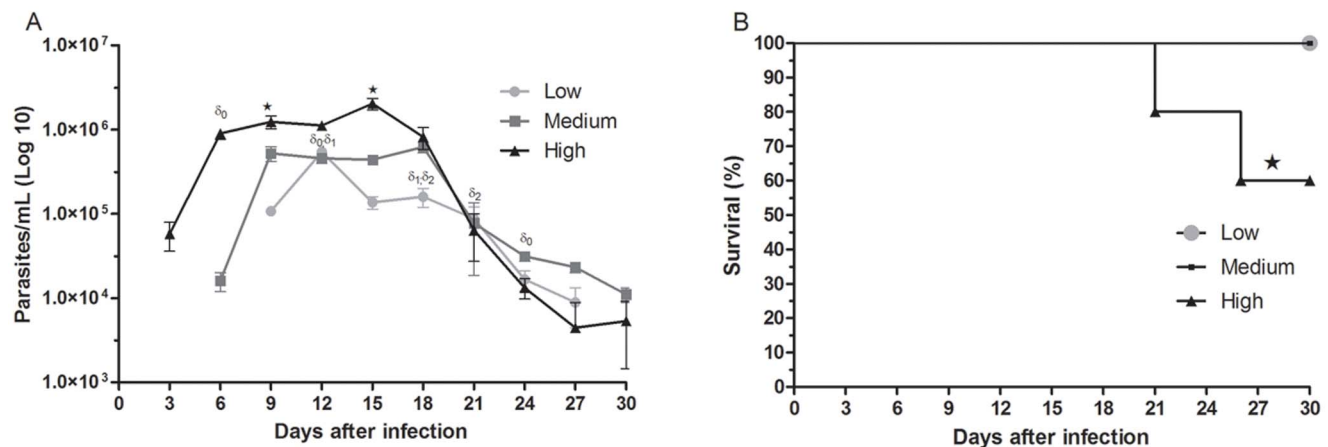 A
Parasites/mL (Log 10)
1.0×10⁷
1.0×10⁶
1.0×10⁵
1.0×10⁴
1.0×10³
δ₀
★
δ₀,δ₁
★
δ₁,δ₂
δ₂
δ₀
Low
Medium
High
0 3 6 9 12 15 18 21 24 27 30
Days after infection
B
Survival (%)
100
90
80
70
60
50
40
30
20
10
0
★
Low
Medium
High
0 3 6 9 12 15 18 21 24 27 30
Days after infection